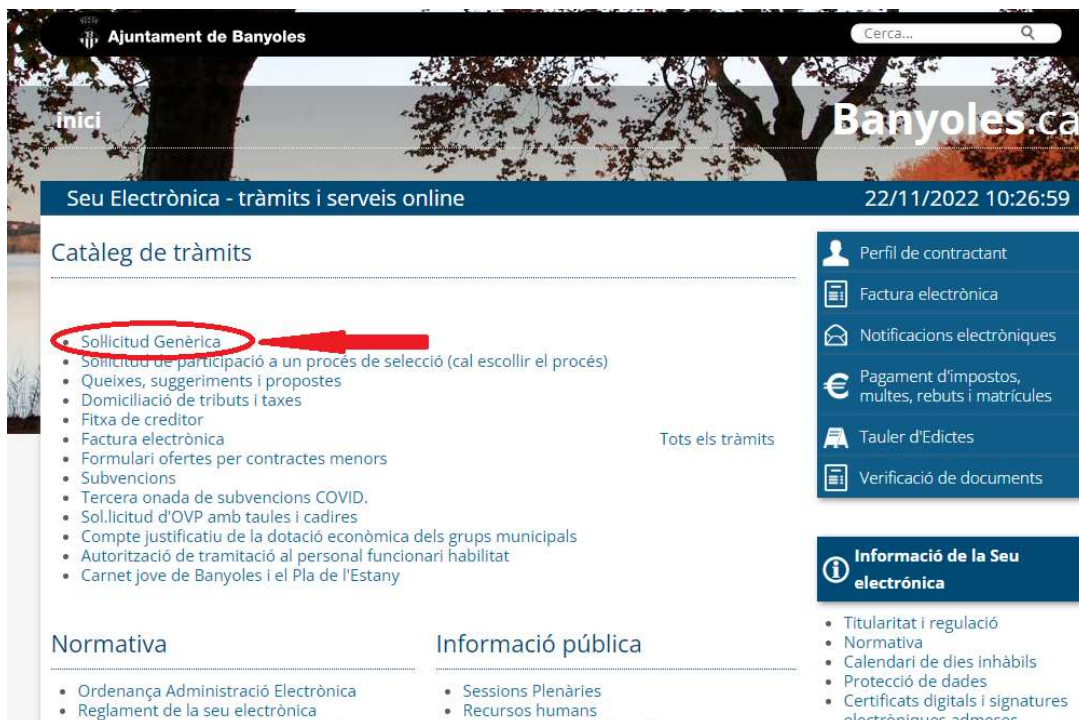 Ajuntament de Banyoles
Cerca...
inici
Banyoles.ca
Seu Electrònica - tràmits i serveis online
22/11/2022 10:26:59
Catàleg de tràmits
Sol·licitud Genèrica
Sol·licitud de participació a un procés de selecció (cal escollir el procés)
Queixes, suggeriments i propostes
Domiciliació de tributs i taxes
Fitxa de creditor
Factura electrònica
Formulari ofertes per contractes menors
Subvencions
Tercera onada de subvencions COVID.
Sol.licitud d'OVP amb taules i cadires
Compte justificatiu de la dotació econòmica dels grups municipals
Autorització de tramitació al personal funcionari habilitat
Carnet jove de Banyoles i el Pla de l'Estany
Tots els tràmits
Perfil de contractant
Factura electrònica
Notificacions electròniques
Pagament d'impostos,
multes, rebuts i matrícules
Tauler d'Edictes
Verificació de documents
Informació de la Seu
electrónica
Titularitat i regulació
Normativa
Calendari de dies inhàbils
Protecció de dades
Certificats digitals i signatures
electròniques admeses
Normativa
Ordenança Administració Electrònica
Reglament de la seu electrònica
Informació pública
Sessions Plenàries
Recursos humans